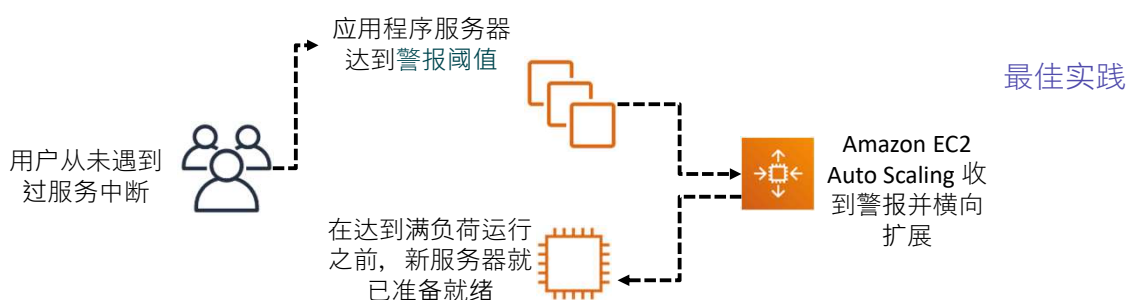 应用程序服务器
达到警报阈值
最佳实践
用户从未遇到
过服务中断
Amazon EC2
Auto Scaling 收
到警报并横向
扩展
在达到满负荷运行
之前，新服务器就
已准备就绪